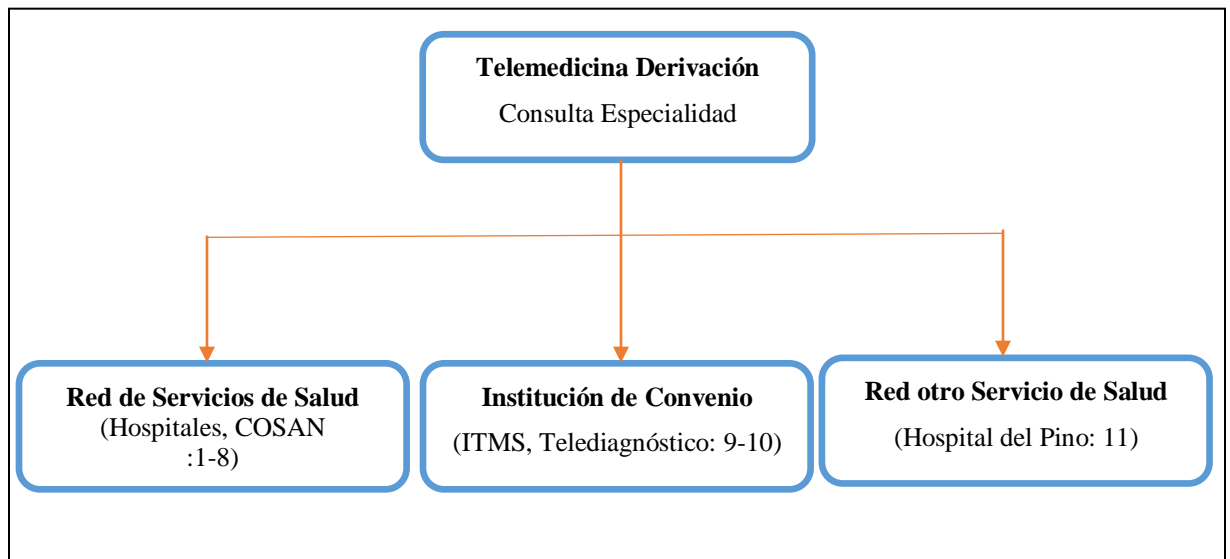 Telemedicina Derivación
Consulta Especialidad
Red de Servicios de Salud
(Hospitales, COSAN
:1-8)
Institución de Convenio
(ITMS, Telediagnóstico: 9-10)
Red otro Servicio de Salud
(Hospital del Pino: 11)